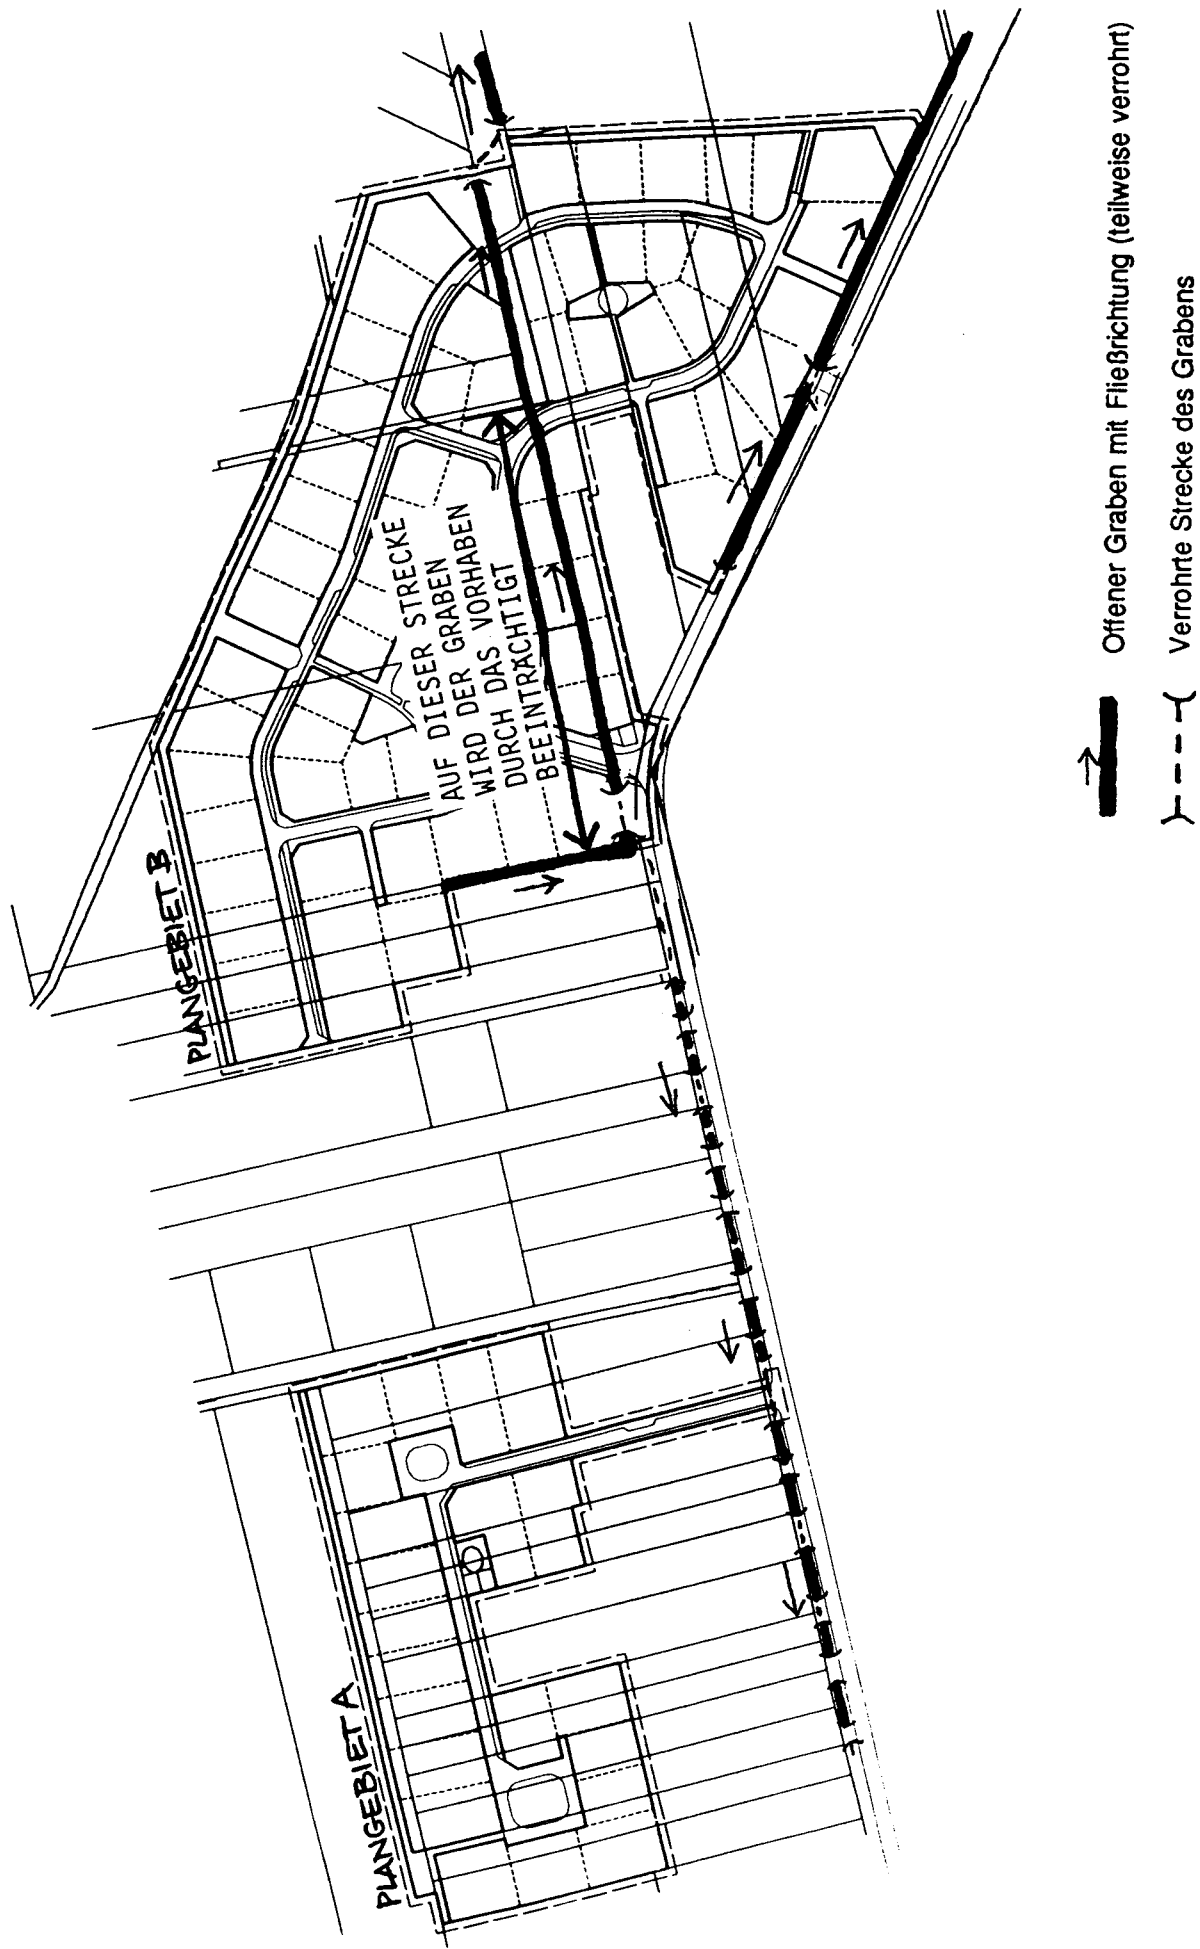 PLANGEBIET A
PLANGEBIET B
AUF DIESER STRECKE
WIRD DER GRABEN
DURCH DAS VORHABEN
BEEINTRÄCHTIGT
Offener Graben mit Fließrichtung (teilweise verrohrt)
Verrohrte Strecke des Grabens